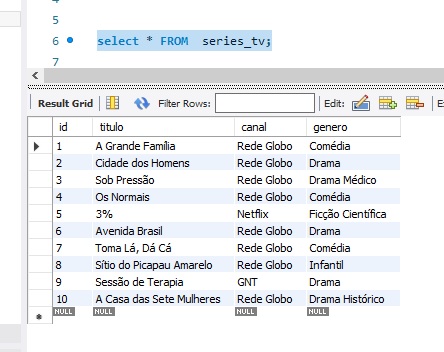 5
6 select * FROM series_tv;
7
Result Grid Filter Rows: Edit:
id titulo canal genero
1 A Grande Família Rede Globo Comédia
2 Cidade dos Homens Rede Globo Drama
3 Sob Pressão Rede Globo Drama Médico
4 Os Normais Rede Globo Comédia
5 3% Netflix Ficção Científica
6 Avenida Brasil Rede Globo Drama
7 Toma Lá, Dá Cá Rede Globo Comédia
8 Sítio do Picapau Amarelo Rede Globo Infantil
9 Sessão de Terapia GNT Drama
10 A Casa das Sete Mulheres Rede Globo Drama Histórico
NULL NULL NULL NULL